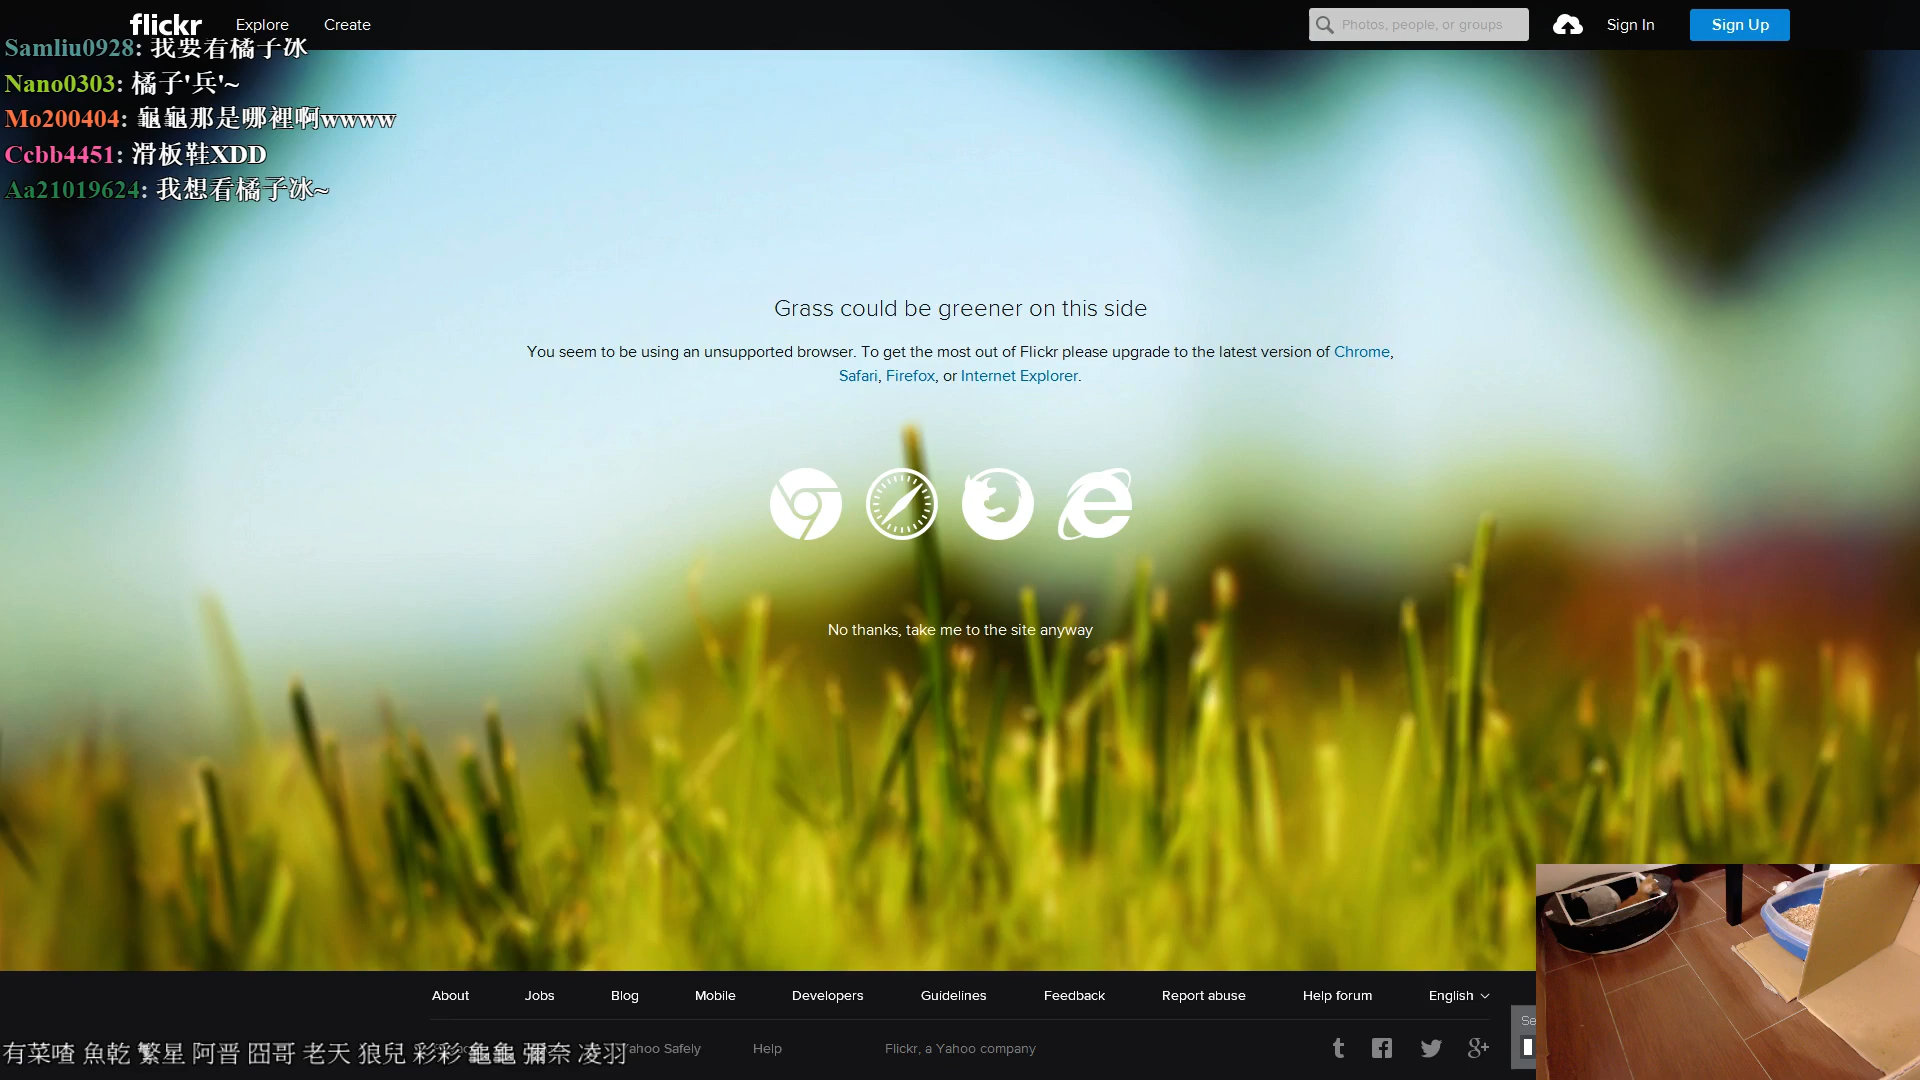 flickr Explore Create Photos, people, or groups Sign In Sign Up
Samliu0928: 我要看橘子冰
Nano0303: 橘子'兵'~
Mo200404: 龜龜那是哪裡啊wwww
Ccbb4451: 滑板鞋XDD
Aa21019624: 我想看橘子冰~
Grass could be greener on this side
You seem to be using an unsupported browser. To get the most out of Flickr please upgrade to the latest version of Chrome,
Safari, Firefox, or Internet Explorer.
No thanks, take me to the site anyway
About Jobs Blog Mobile Developers Guidelines Feedback Report abuse Help forum English
Se
有菜喳 魚乾 繁星 阿晋 囧哥 老天 狼兒 彩彩 龜龜 彌奈 凌羽
Yahoo Safely Help Flickr, a Yahoo company